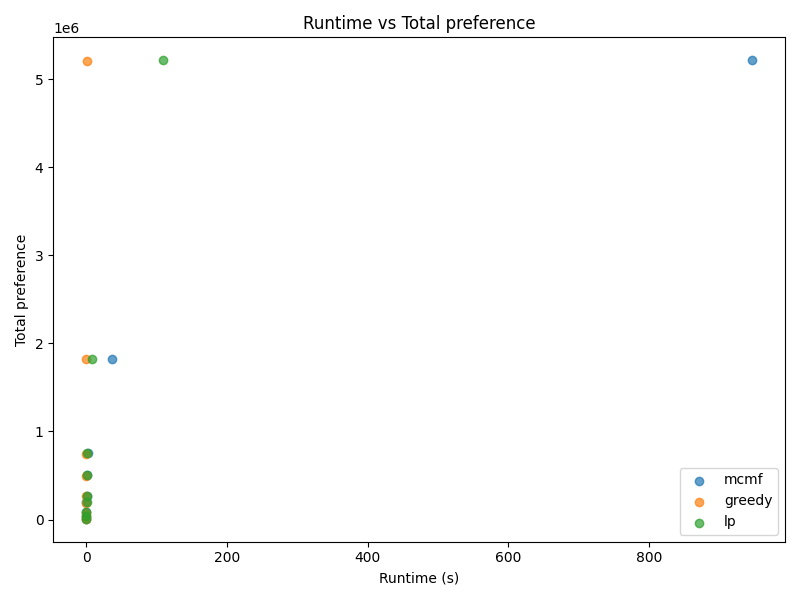 Runtime vs Total preference
1e6
Total preference
5
4
3
2
1
0
0 200 400 600 800
Runtime (s)
mcmf
greedy
lp